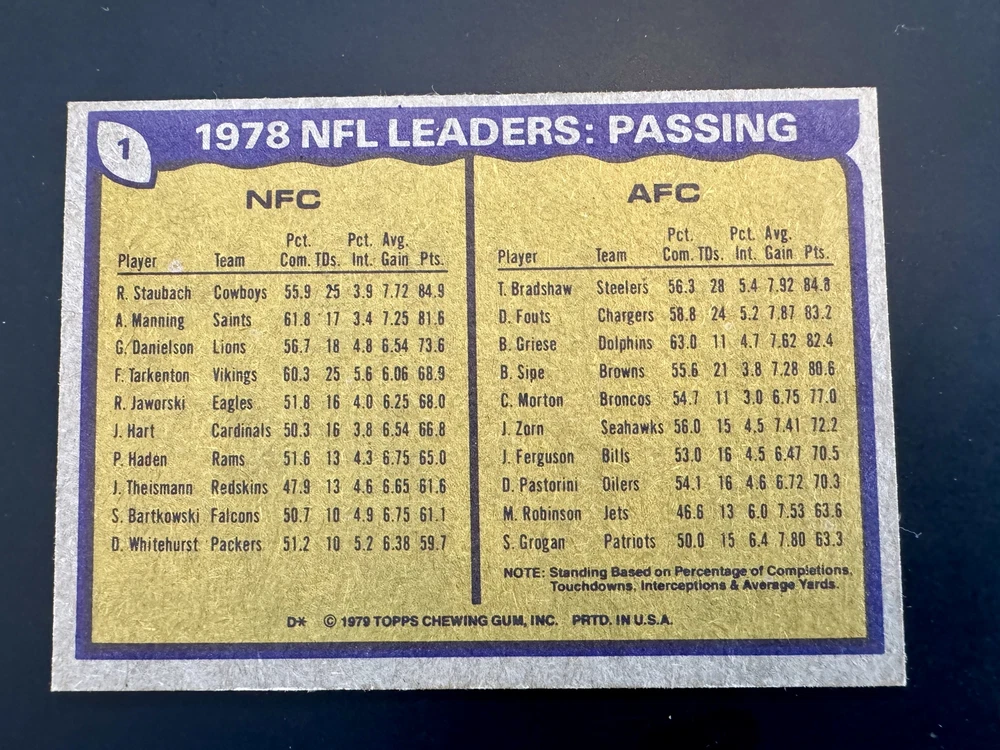 1
1978 NFL LEADERS: PASSING
NFC
Pct. Pct. Avg.
Player Team Com. TDs. Int. Gain Pts.
R. Staubach Cowboys 55.9 25 3.9 7.72 84.9
A. Manning Saints 61.8 17 3.4 7.25 81.6
G. Danielson Lions 56.7 18 4.8 6.54 73.6
F. Tarkenton Vikings 60.3 25 5.6 6.06 68.9
R. Jaworski Eagles 51.8 16 4.0 6.25 68.0
J. Hart Cardinals 50.3 16 3.8 6.54 66.8
P. Haden Rams 51.6 13 4.3 6.75 65.0
J. Theismann Redskins 47.9 13 4.6 6.65 61.6
S. Bartkowski Falcons 50.7 10 4.9 6.75 61.1
D. Whitehurst Packers 51.2 10 5.2 6.38 59.7
AFC
Pct. Pct. Avg.
Player Team Com. TDs. Int. Gain Pts.
T. Bradshaw Steelers 56.3 28 5.4 7.92 84.8
D. Fouts Chargers 58.8 24 5.2 7.87 83.2
B. Griese Dolphins 63.0 11 4.7 7.62 82.4
B. Sipe Browns 55.6 21 3.8 7.28 80.6
C. Morton Broncos 54.7 11 3.0 6.75 77.0
J. Zorn Seahawks 56.0 15 4.5 7.41 72.2
J. Ferguson Bills 53.0 16 4.5 6.47 70.5
D. Pastorini Oilers 54.1 16 4.6 6.72 70.3
M. Robinson Jets 46.6 13 6.0 7.53 63.6
S. Grogan Patriots 50.0 15 6.4 7.80 63.3
NOTE: Standing Based on Percentage of Completions,
Touchdowns, Interceptions & Average Yards.
D* © 1979 TOPPS CHEWING GUM, INC. PRTD. IN U.S.A.